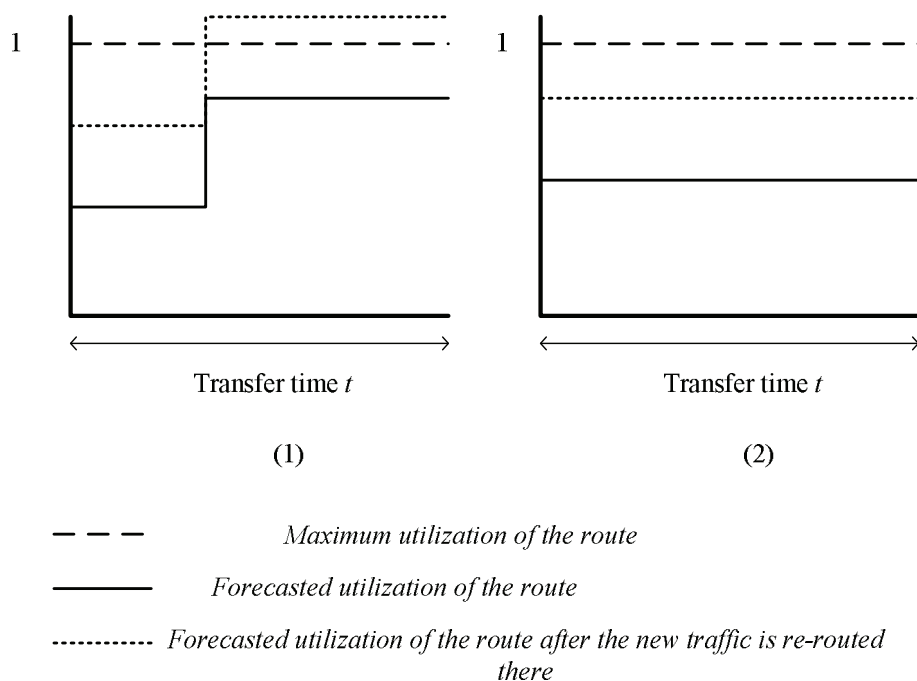 1
1
Transfer time t
Transfer time t
(1)
(2)
Maximum utilization of the route
Forecasted utilization of the route
Forecasted utilization of the route after the new traffic is re-routed
there